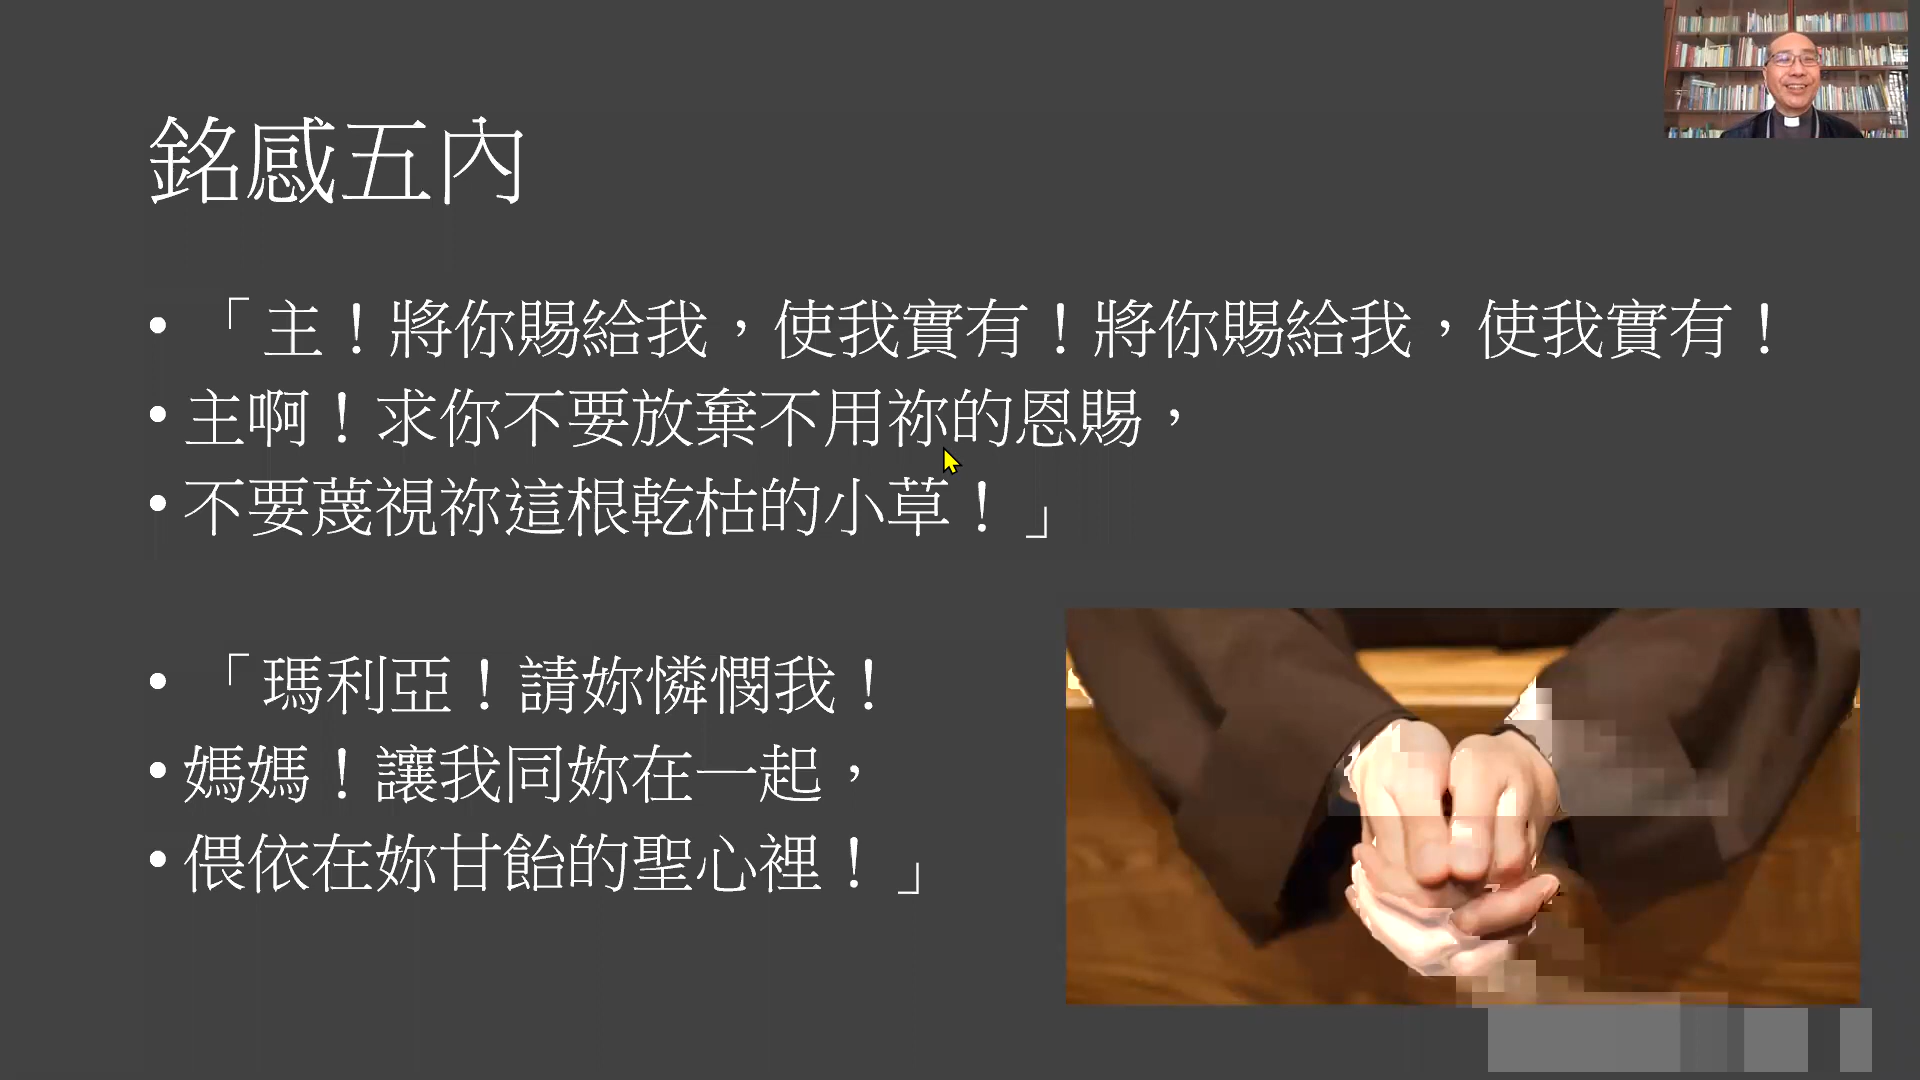 銘感五內
• 「主！將你賜給我，使我實有！將你賜給我，使我實有！
• 主啊！求你不要放棄不用祢的恩賜，
• 不要蔑視祢這根乾枯的小草！」
• 「瑪利亞！請妳憐憫我！
• 媽媽！讓我同妳在一起，
• 偎依在妳甘飴的聖心裡！」